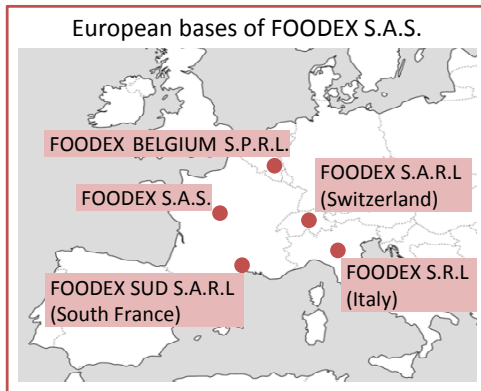 European bases of FOODEX S.A.S.
FOODEX BELGIUM S.P.R.L.
FOODEX S.A.R.L
(Switzerland)
FOODEX S.A.S.
FOODEX S.R.L
(Italy)
FOODEX SUD S.A.R.L
(South France)